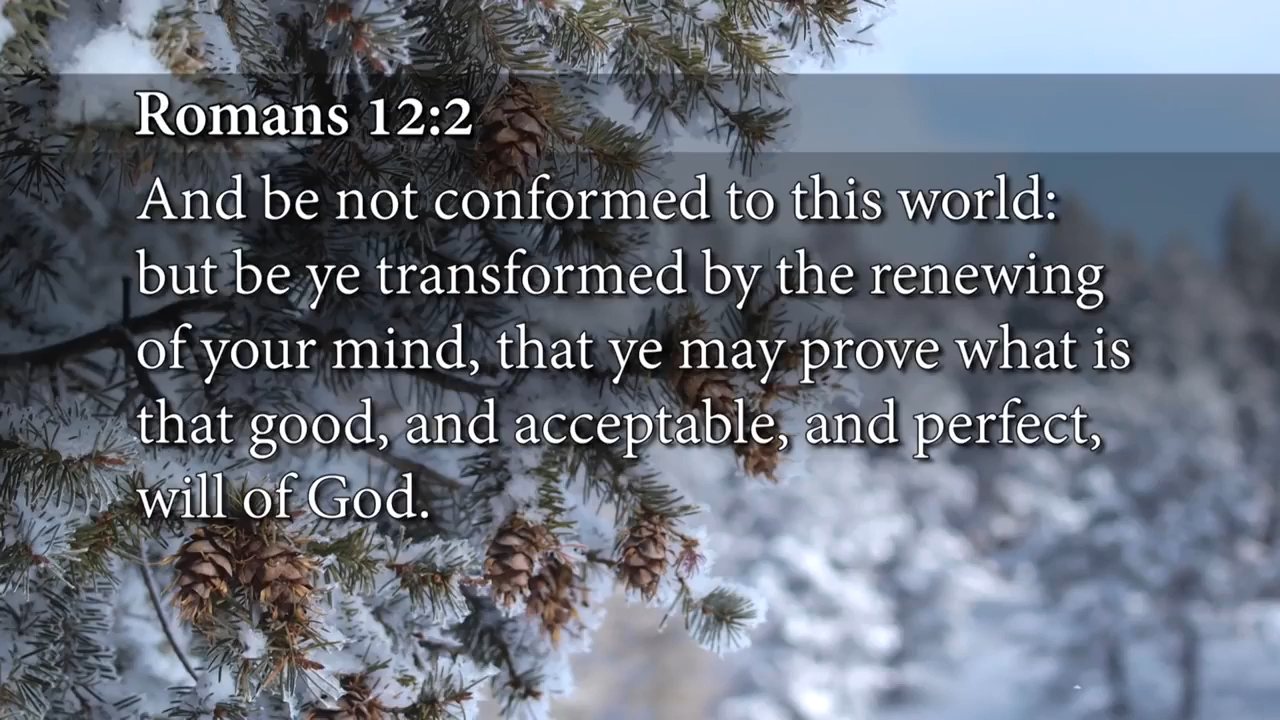 Romans 12:2
And be not conformed to this world:
but be ye transformed by the renewing
of your mind, that ye may prove what is
that good, and acceptable, and perfect,
will of God.